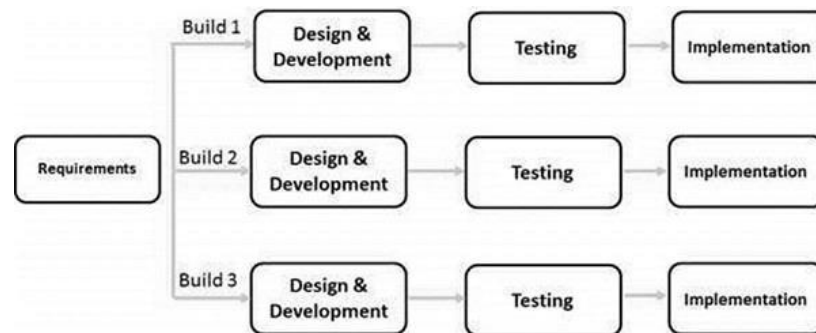 Build 1
Design &
Development
Testing
Implementation
Requirements
Build 2
Design &
Development
Testing
Implementation
Build 3
Design &
Development
Testing
Implementation